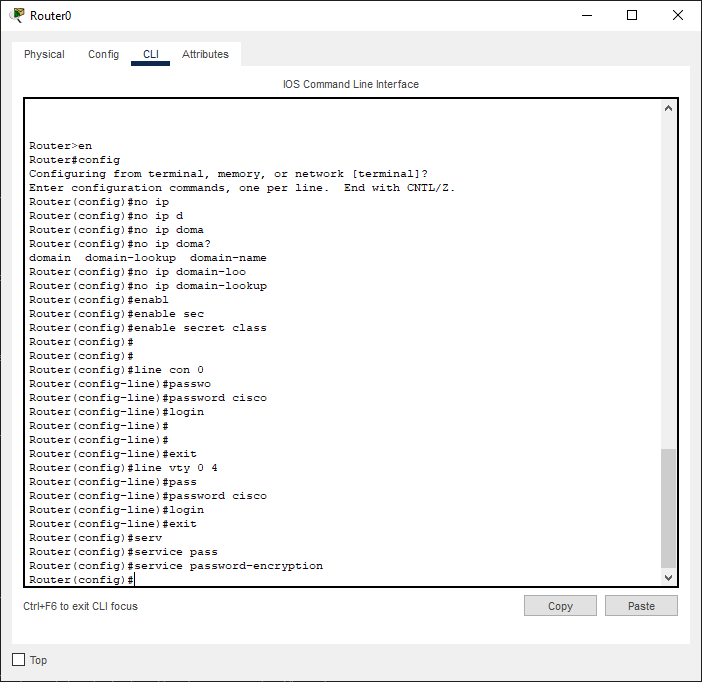 Router0
Physical Config CLI Attributes
IOS Command Line Interface
Router>en
Router#config
Configuring from terminal, memory, or network [terminal]?
Enter configuration commands, one per line.  End with CNTL/Z.
Router(config)#no ip
Router(config)#no ip d
Router(config)#no ip doma
Router(config)#no ip doma?
domain  domain-lookup  domain-name
Router(config)#no ip domain-loo
Router(config)#no ip domain-lookup
Router(config)#enabl
Router(config)#enable sec
Router(config)#enable secret class
Router(config)#
Router(config)#
Router(config)#line con 0
Router(config-line)#passwo
Router(config-line)#password cisco
Router(config-line)#login
Router(config-line)#
Router(config-line)#
Router(config-line)#exit
Router(config)#line vty 0 4
Router(config-line)#pass
Router(config-line)#password cisco
Router(config-line)#login
Router(config-line)#exit
Router(config)#serv
Router(config)#service pass
Router(config)#service password-encryption
Router(config)#
Ctrl+F6 to exit CLI focus
Copy Paste
Top